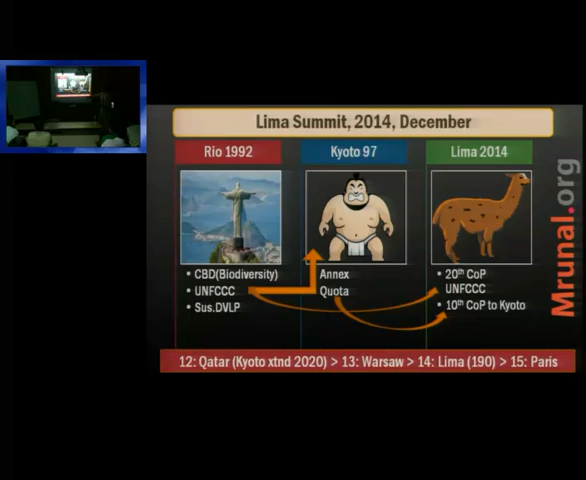 Lima Summit, 2014, December
Rio 1992
Kyoto 97
Lima 2014
• CBD(Biodiversity)
• UNFCCC
• Sus.DVLP
Annex
Quota
• 20th CoP
UNFCCC
• 10th CoP to Kyoto
12: Qatar (Kyoto xtnd 2020) > 13: Warsaw > 14: Lima (190) > 15: Paris
Mrunal.org